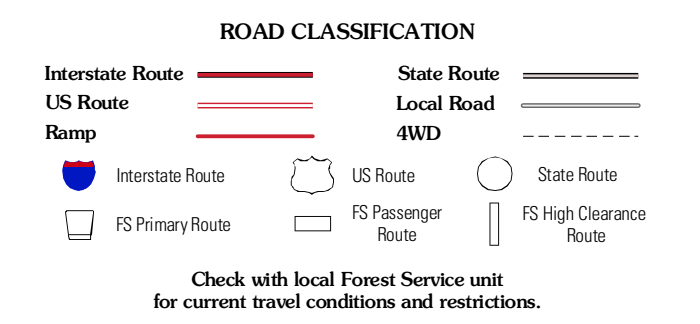 ROAD CLASSIFICATION
Interstate Route
State Route
US Route
Local Road
Ramp
4WD
Interstate Route
US Route
State Route
FS Primary Route
FS Passenger
Route
FS High Clearance
Route
Check with local Forest Service unit
for current travel conditions and restrictions.